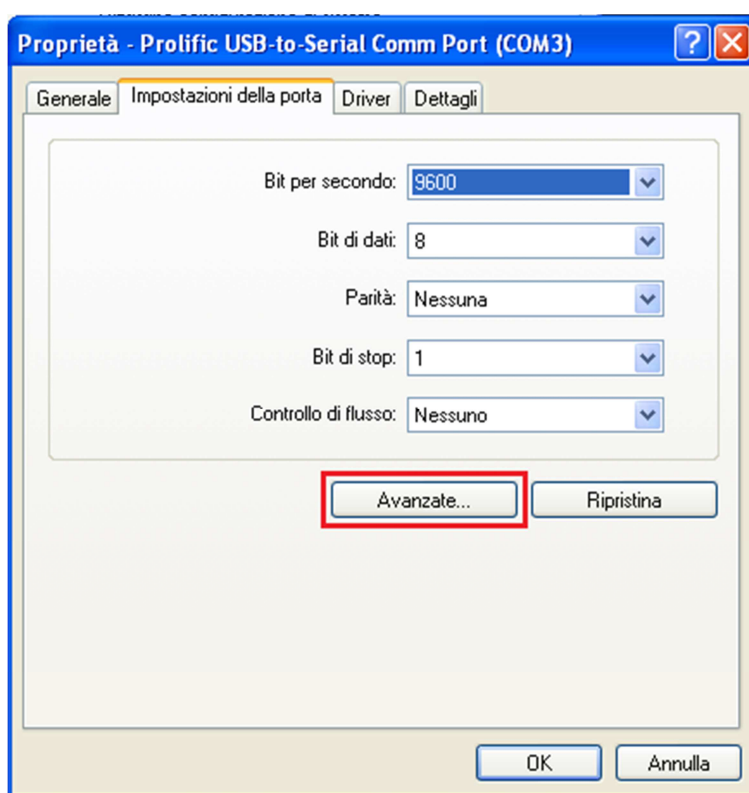 Proprietà - Prolific USB-to-Serial Comm Port (COM3)
Generale Impostazioni della porta Driver Dettagli
Bit per secondo: 9600
Bit di dati: 8
Parità: Nessuna
Bit di stop: 1
Controllo di flusso: Nessuno
Avanzate... Ripristina
OK Annulla